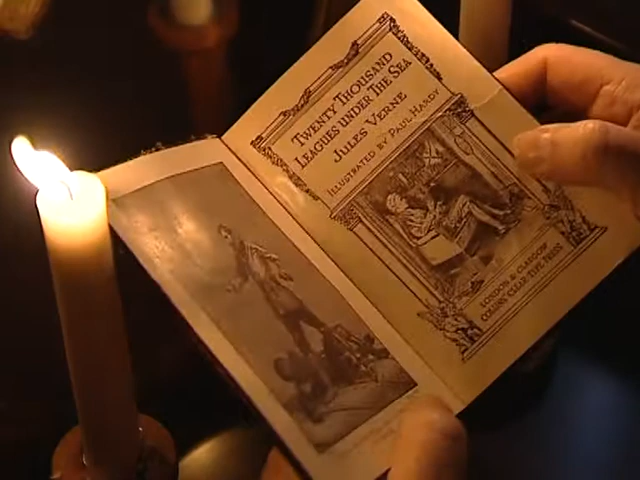 TWENTY THOUSAND
LEAGUES UNDER THE SEA
JULES VERNE
ILLUSTRATED BY PAUL HARDY
LONDON & GLASGOW
COLLINS' CLEAR-TYPE PRESS